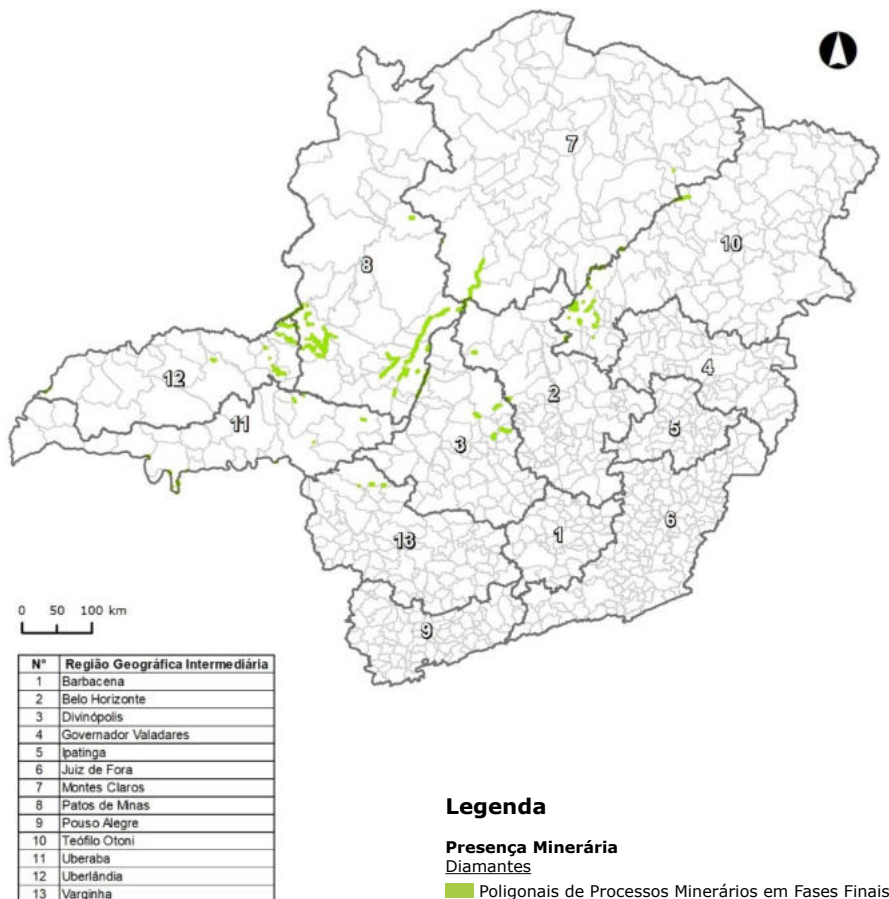 7
10
8
4
12
2
11
5
3
6
1
13
9
0 50 100 km
N° Região Geográfica Intermediária
1 Barbacena
2 Belo Horizonte
3 Divinópolis
4 Governador Valadares
5 Ipatinga
6 Juiz de Fora
7 Montes Claros
8 Patos de Minas
9 Pouso Alegre
10 Teófilo Otoni
11 Uberaba
12 Uberlândia
13 Varginha
Legenda
Presença Minerária
Diamantes
Poligonais de Processos Minerários em Fases Finais